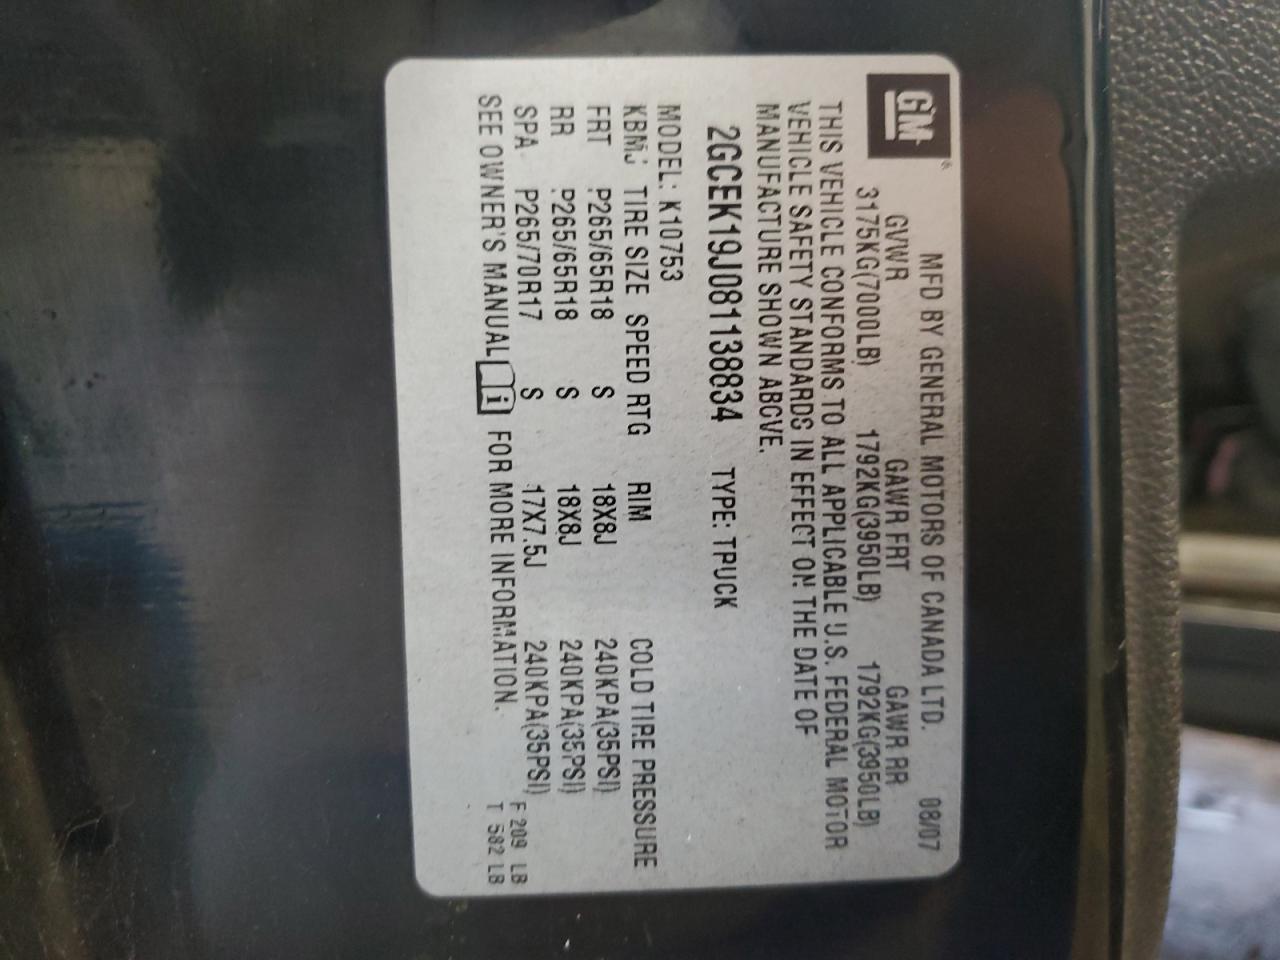 GM
MFD BY GENERAL MOTORS OF CANADA LTD. 08/07
GVWR GAWR FRT GAWR RR
3175KG(7000LB) 1792KG(3950LB) 1792KG(3950LB)
THIS VEHICLE CONFORMS TO ALL APPLICABLE U.S. FEDERAL MOTOR
VEHICLE SAFETY STANDARDS IN EFFECT ON THE DATE OF
MANUFACTURE SHOWN ABOVE.
2GCEK19J081138834 TYPE: TRUCK
MODEL: K10753
KBMJ TIRE SIZE SPEED RTG RIM COLD TIRE PRESSURE
FRT P265/65R18 S 18X8J 240KPA(35PSI)
RR P265/65R18 S 18X8J 240KPA(35PSI)
SPA P265/70R17 S 17X7.5J 240KPA(35PSI)
SEE OWNER'S MANUAL i FOR MORE INFORMATION.
F 209 LB
T 582 LB